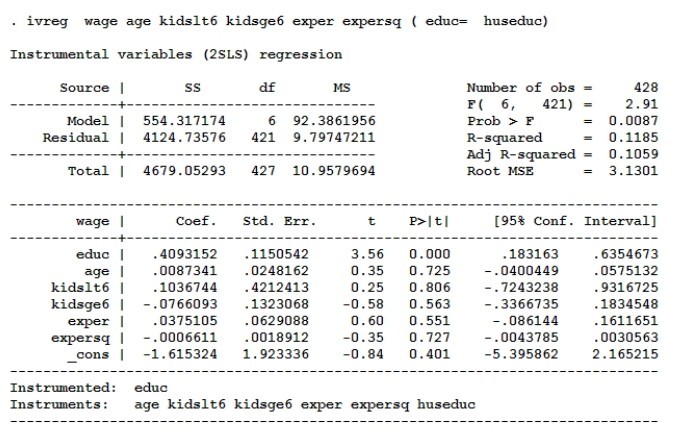 . ivreg  wage age kidslt6 kidsge6 exper expersq ( educ=  huseduc)
Instrumental variables (2SLS) regression
Source |       SS       df       MS              Number of obs =     428
-------------+------------------------------           F(  6,   421) =    2.91
Model |  554.317174     6  92.3861956           Prob > F      =  0.0087
Residual |  4124.73576   421  9.79747211           R-squared     =  0.1185
-------------+------------------------------           Adj R-squared =  0.1059
Total |  4679.05293   427  10.9579694           Root MSE      =  3.1301
------------------------------------------------------------------------------
wage |      Coef.   Std. Err.      t    P>|t|     [95% Conf. Interval]
-------------+----------------------------------------------------------------
educ |   .4093152   .1150542     3.56   0.000      .183163    .6354673
age |   .0087341   .0248162     0.35   0.725    -.0400449    .0575132
kidslt6 |   .1036744   .4212413     0.25   0.806    -.7243238    .9316725
kidsge6 |  -.0766093   .1323068    -0.58   0.563    -.3366735    .1834548
exper |   .0375105   .0629088     0.60   0.551     -.086144    .1611651
expersq |  -.0006611   .0018912    -0.35   0.727    -.0043785    .0030563
_cons |  -1.615324   1.923336    -0.84   0.401    -5.395862    2.165215
------------------------------------------------------------------------------
Instrumented:  educ
Instruments:   age kidslt6 kidsge6 exper expersq huseduc
------------------------------------------------------------------------------